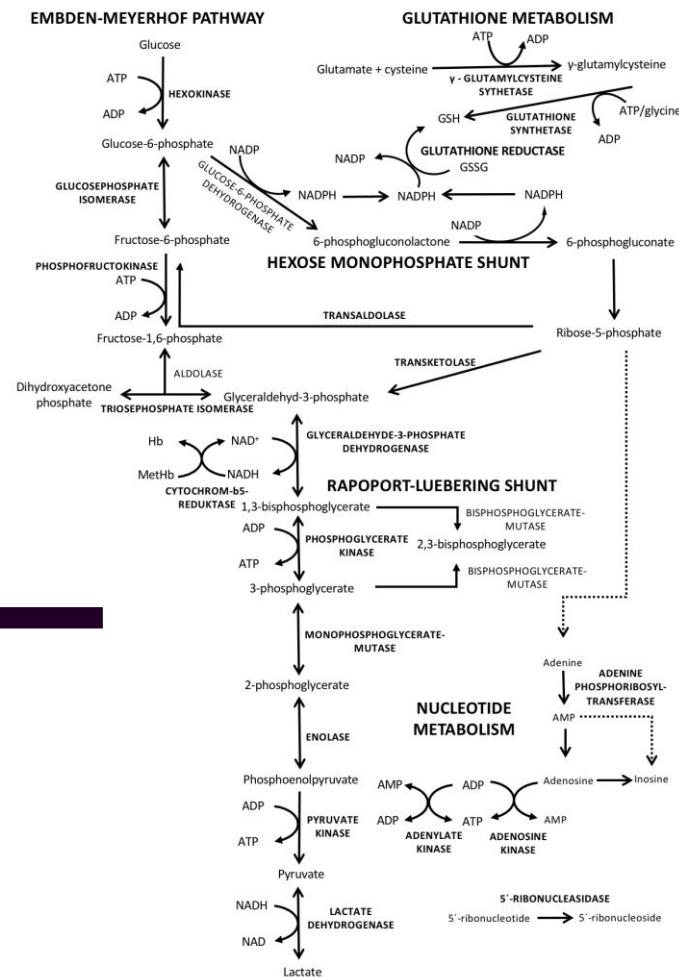 EMBDEN-MEYERHOF PATHWAY
Glucose
ATP
HEXOKINASE
ADP
Glucose-6-phosphate
GLUCOSEPHOSPHATE
ISOMERASE
Fructose-6-phosphate
PHOSPHOFRUCTOKINASE
ATP
ADP
Fructose-1,6-phosphate
ALDOLASE
Dihydroxyacetone
phosphate
TRIOSEPHOSPHATE ISOMERASE
Glyceraldehyd-3-phosphate
GLUTATHIONE METABOLISM
ATP
ADP
Glutamate + cysteine
γ-glutamylcysteine
γ - GLUTAMYLCYSTEINE
SYTHETASE
GSH
GLUTATHIONE
SYNTHETASE
ATP/glycine
ADP
GLUTATHIONE REDUCTASE
NADP
GSSG
NADP
GLUCOSE-6-PHOSPHATE
DEHYDROGENASE
NADPH
NADPH
NADPH
NADP
6-phosphogluconolactone
6-phosphogluconate
HEXOSE MONOPHOSPHATE SHUNT
TRANSALDOLASE
Ribose-5-phosphate
TRANSKETOLASE
Hb
NAD⁺
GLYCERALDEHYDE-3-PHOSPHATE
DEHYDROGENASE
MetHb
NADH
CYTOCHROM-b5-
REDUKTASE
RAPOPORT-LUEBERING SHUNT
1,3-bisphosphoglycerate
BISPHOSPHOGLYCERATE-
MUTASE
ADP
PHOSPHOGLYCERATE
KINASE
2,3-bisphosphoglycerate
ATP
BISPHOSPHOGLYCERATE-
MUTASE
3-phosphoglycerate
MONOPHOSPHOGLYCERATE-
MUTASE
2-phosphoglycerate
ENOLASE
Phosphoenolpyruvate
ADP
PYRUVATE
KINASE
ATP
Pyruvate
NADH
LACTATE
DEHYDROGENASE
NAD
Lactate
NUCLEOTIDE
METABOLISM
Adenine
ADENINE
PHOSPHORIBOSYL-
TRANSFERASE
AMP
AMP
ADP
Adenosine
Inosine
ADP
ATP
AMP
ADENYLATE
KINASE
ADENOSINE
KINASE
5´-RIBONUCLEASIDASE
5´-ribonucleotide
5´-ribonucleoside